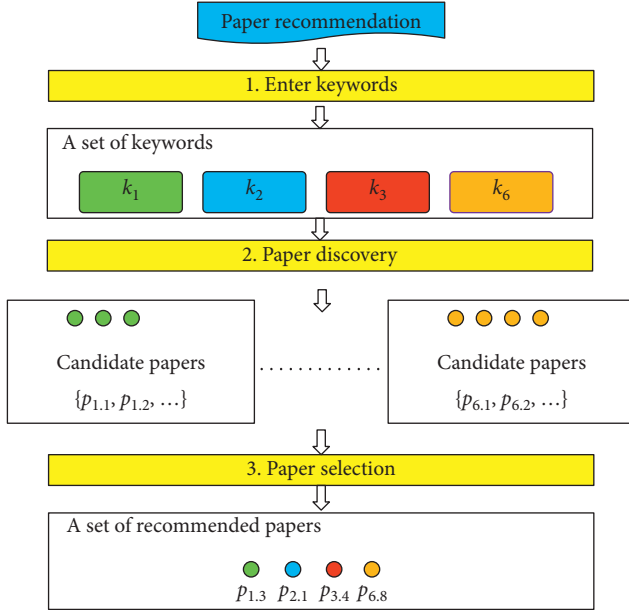 Paper recommendation
1. Enter keywords
A set of keywords
k1 k2 k3 k6
2. Paper discovery
Candidate papers
{p1.1, p1.2, …}
. . . . . . . . . . . . .
Candidate papers
{p6.1, p6.2, …}
3. Paper selection
A set of recommended papers
p1.3 p2.1 p3.4 p6.8